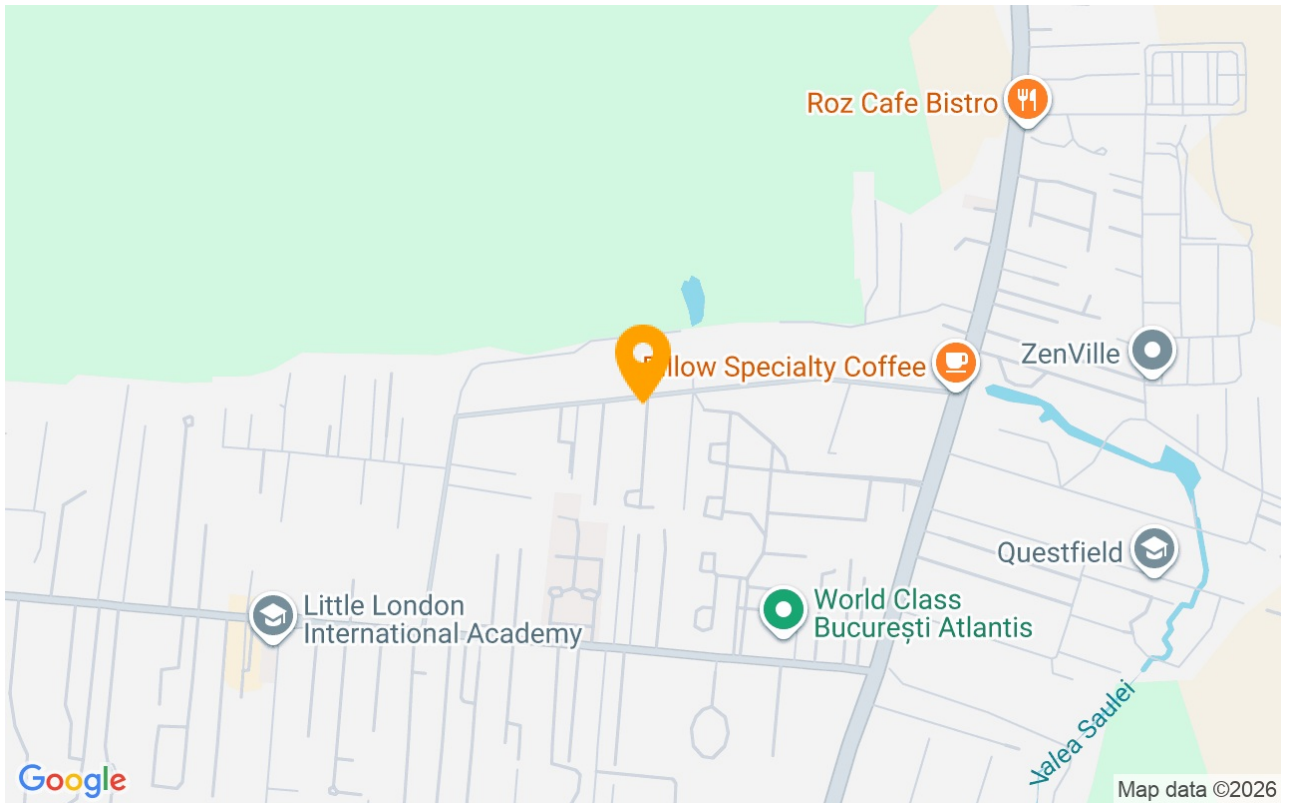 Roz Cafe Bistro
llow Specialty Coffee
ZenVille
Questfield
Little London
International Academy
World Class
București Atlantis
Valea Saulei
Google
Map data ©2026